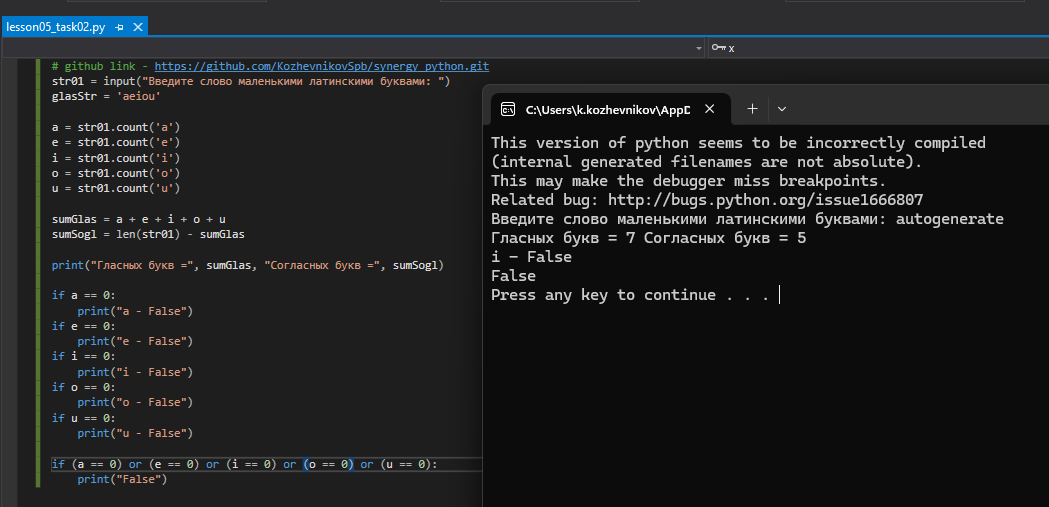 lesson05_task02.py
x
# github link - https://github.com/KozhevnikovSpb/synergy_python.git
str01 = input("Введите слово маленькими латинскими буквами: ")
glasStr = 'aeiou'
a = str01.count('a')
e = str01.count('e')
i = str01.count('i')
o = str01.count('o')
u = str01.count('u')
sumGlas = a + e + i + o + u
sumSogl = len(str01) - sumGlas
print("Гласных букв =", sumGlas, "Согласных букв =", sumSogl)
if a == 0:
    print("a - False")
if e == 0:
    print("e - False")
if i == 0:
    print("i - False")
if o == 0:
    print("o - False")
if u == 0:
    print("u - False")
if (a == 0) or (e == 0) or (i == 0) or (o == 0) or (u == 0):
    print("False")
C:\Users\k.kozhevnikov\AppD
This version of python seems to be incorrectly compiled
(internal generated filenames are not absolute).
This may make the debugger miss breakpoints.
Related bug: http://bugs.python.org/issue1666807
Введите слово маленькими латинскими буквами: autogenerate
Гласных букв = 7 Согласных букв = 5
i - False
False
Press any key to continue . . .